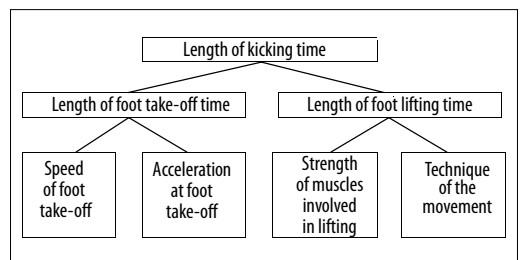 Length of kicking time
Length of foot take-off time
Length of foot lifting time
Speed
of foot
take-off
Acceleration
at foot
take-off
Strength
of muscles
involved
in lifting
Technique
of the
movement